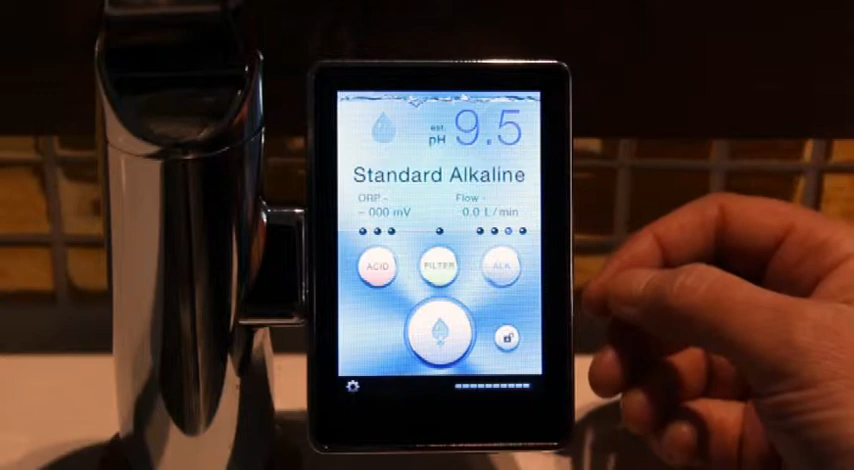 est.
pH 9.5
Standard Alkaline
ORP - Flow -
- 000 mV 0.0 L/min
ACID FILTER ALK